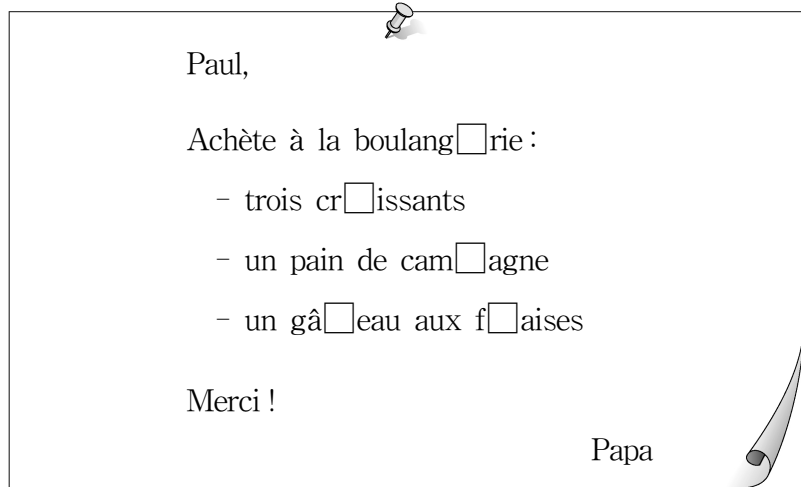 Paul,
Achète à la boulang□rie :
- trois cr□issants
- un pain de cam□agne
- un gâ□eau aux f□aises
Merci !
Papa